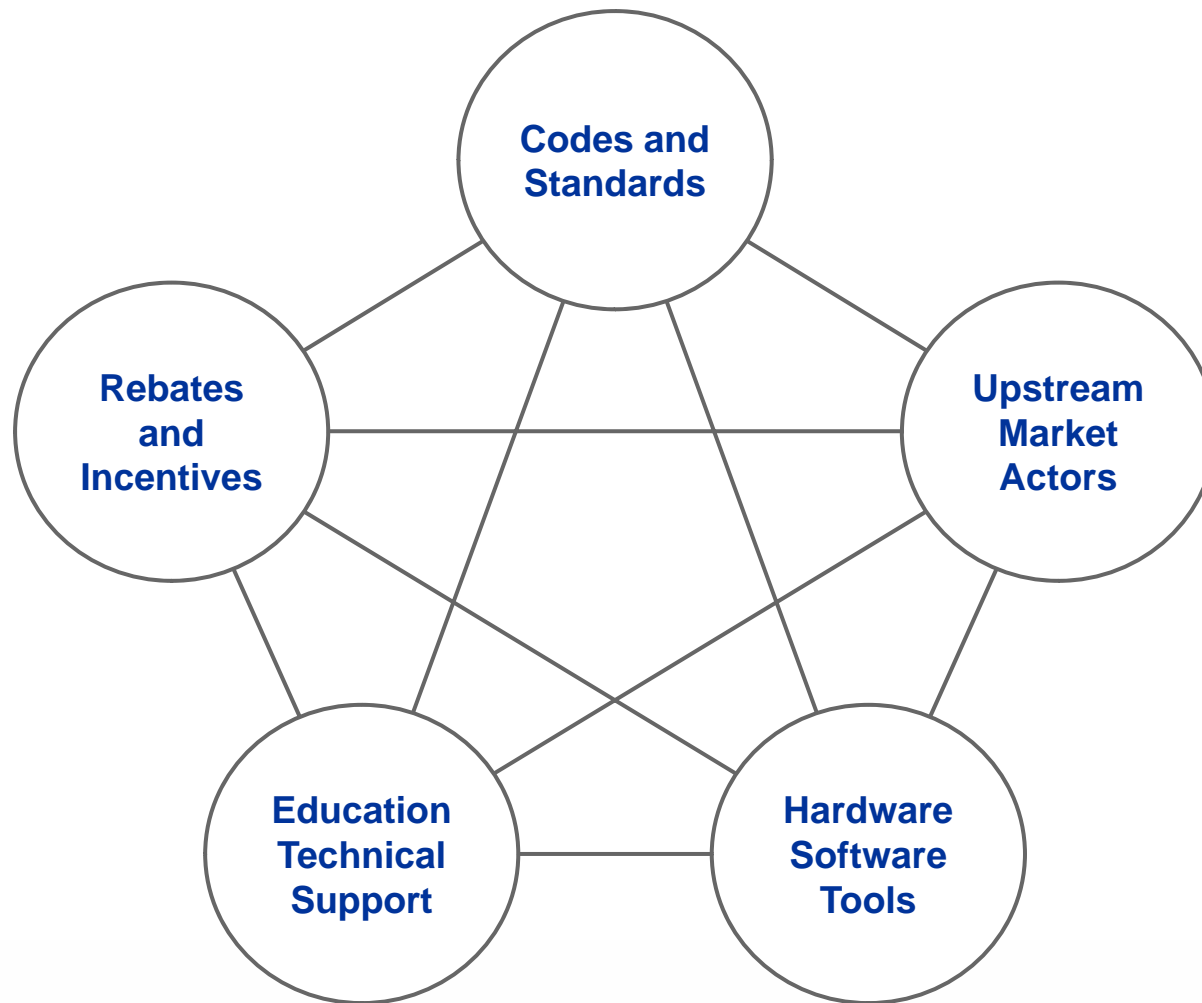 Codes and
Standards
Rebates
and
Incentives
Upstream
Market
Actors
Education
Technical
Support
Hardware
Software
Tools